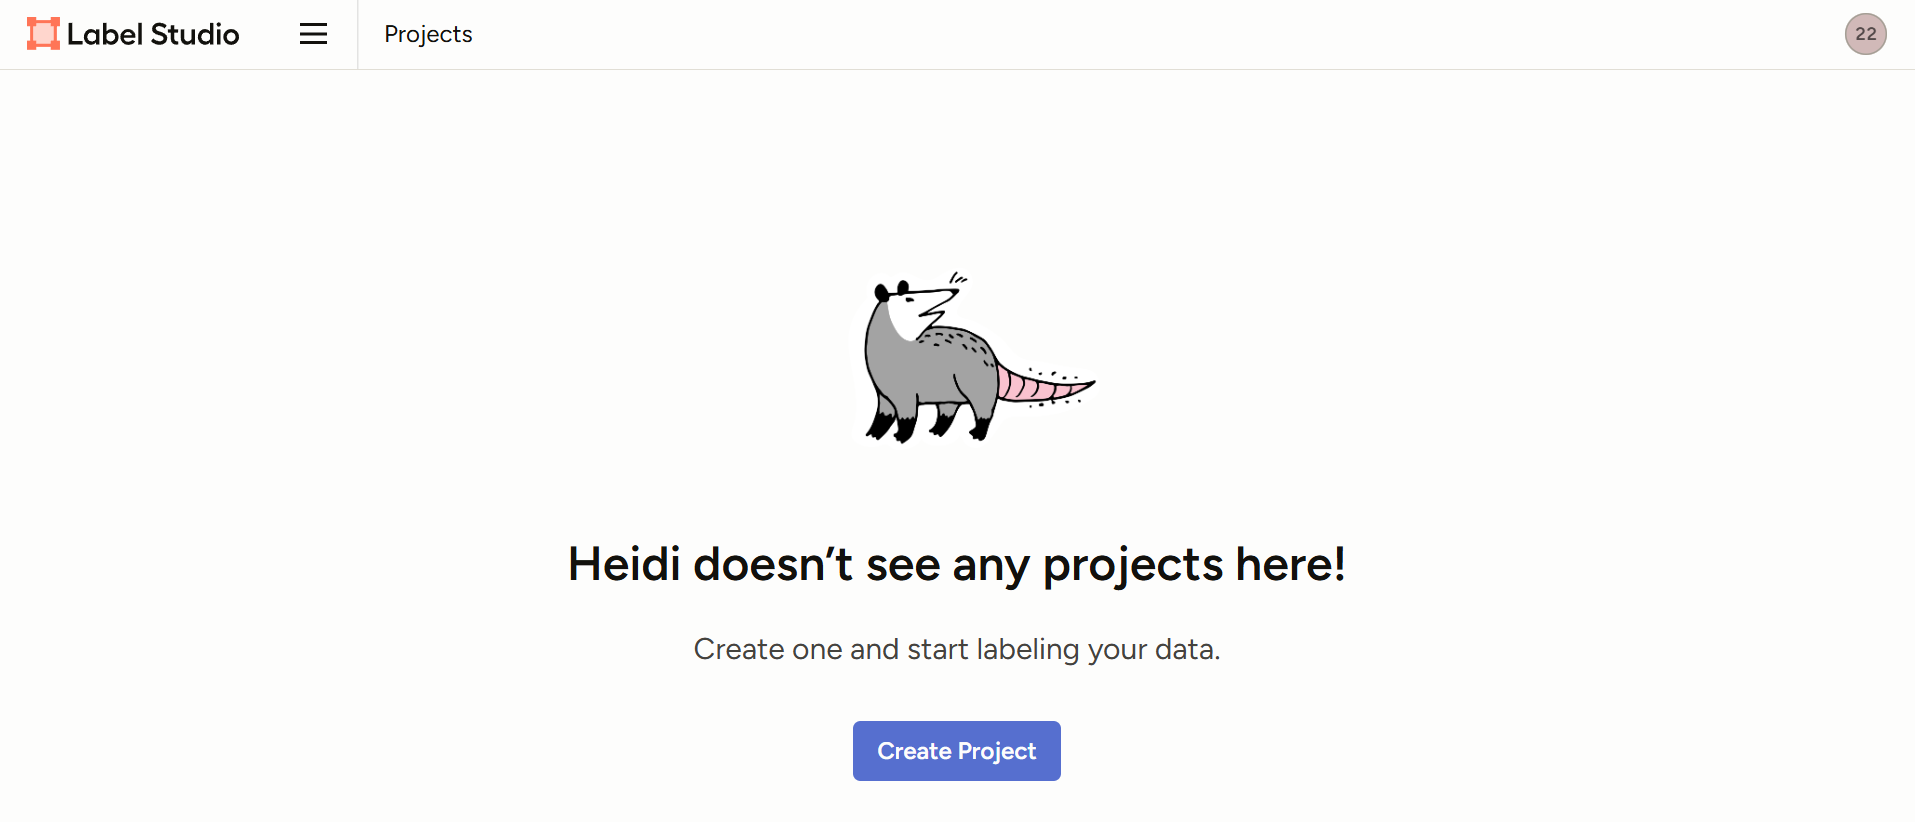 Label Studio
Projects
22
Heidi doesn’t see any projects here!
Create one and start labeling your data.
Create Project